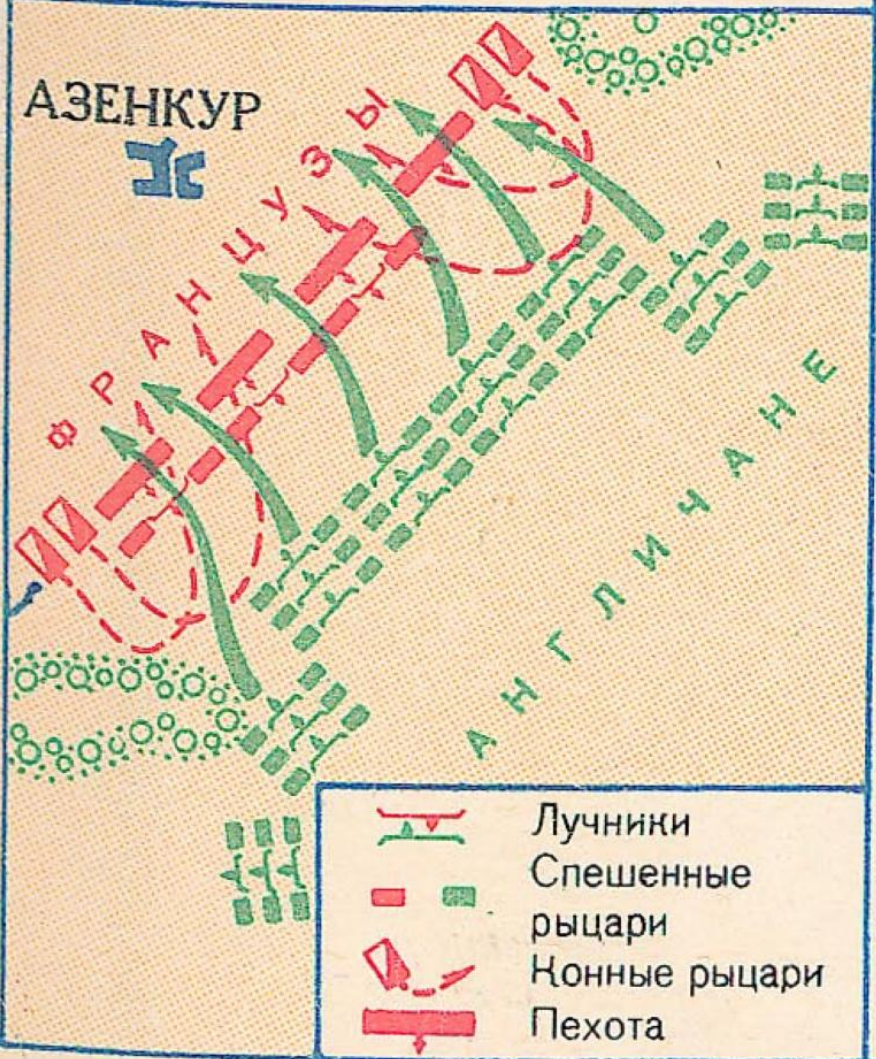 АЗЕНКУР
ФРАНЦУЗЫ
АНГЛИЧАНЕ
Лучники
Спешенные
рыцари
Конные рыцари
Пехота